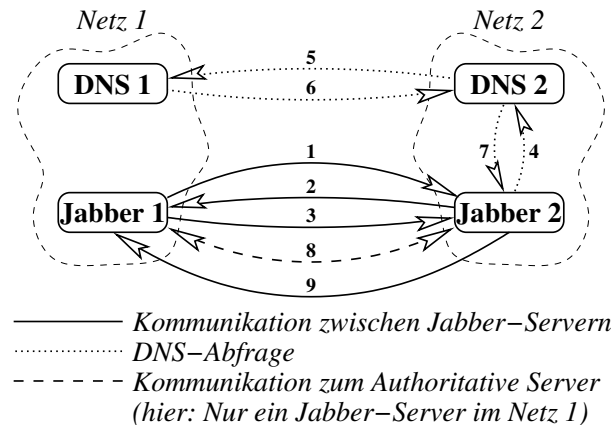 Netz 1 Netz 2
5
DNS 1 DNS 2
6
1
7 4
2
Jabber 1 3 Jabber 2
8
9
Kommunikation zwischen Jabber−Servern
DNS−Abfrage
Kommunikation zum Authoritative Server
(hier: Nur ein Jabber−Server im Netz 1)